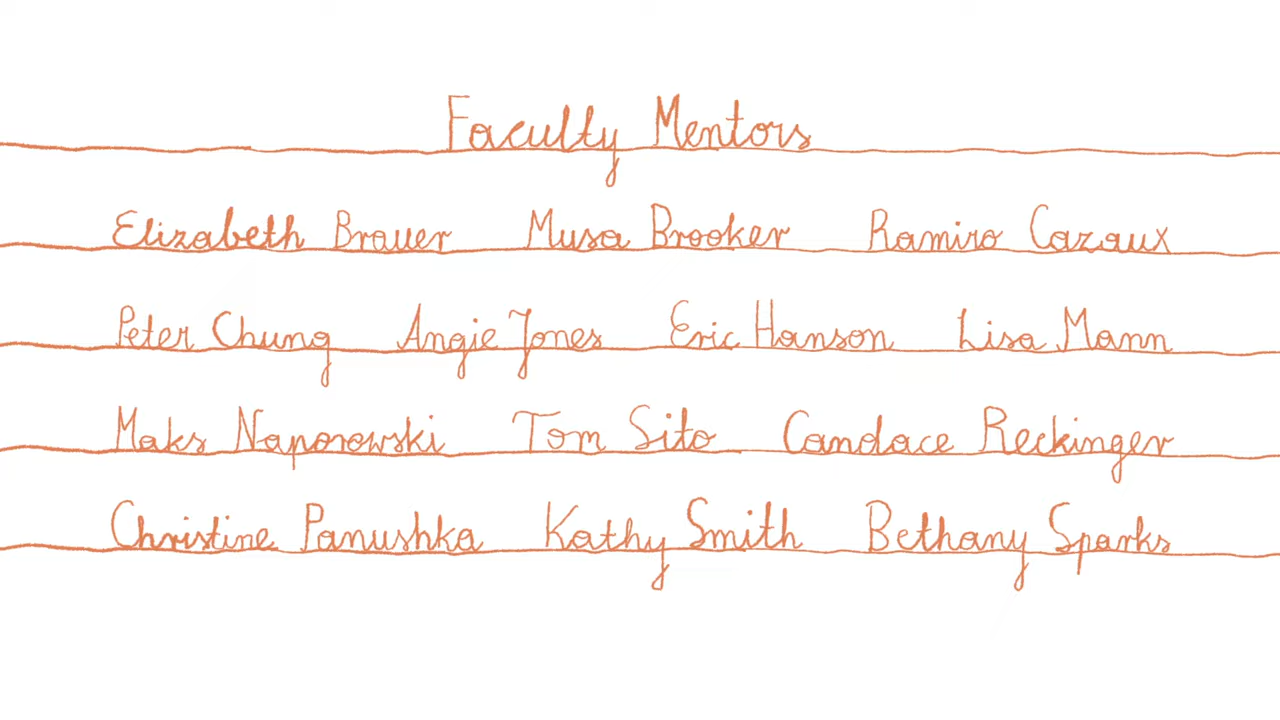 Faculty Mentors
Elizabeth Brauer Musa Brooker Ramiro Cazaux
Peter Chung Angie Jones Eric Hanson Lisa Mann
Maks Naporowski Tom Sito Candace Reckinger
Christine Panushka Kathy Smith Bethany Sparks